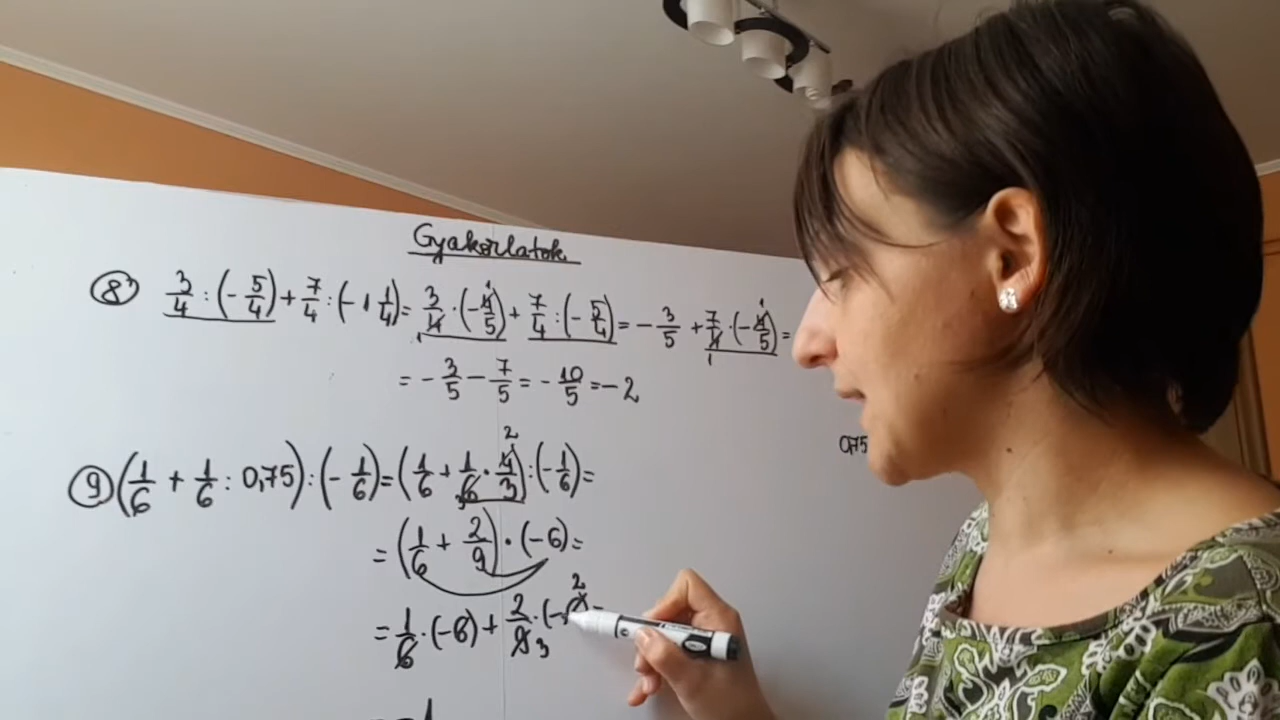 Gyakorlatok
8) 3/4 : (- 5/4) + 7/4 : (-1 1/4) = 3/4 · (- 4/5) + 7/4 : (- 5/4) = - 3/5 + 7/4 · (- 4/5) =
= - 3/5 - 7/5 = - 10/5 = - 2
0,75
9) (1/6 + 1/6 : 0,75) : (- 1/6) = (1/6 + 1/6 · 4/3) : (- 1/6) =
= (1/6 + 2/9) · (-6) =
= 1/6 · (-6) + 2/9 · (-